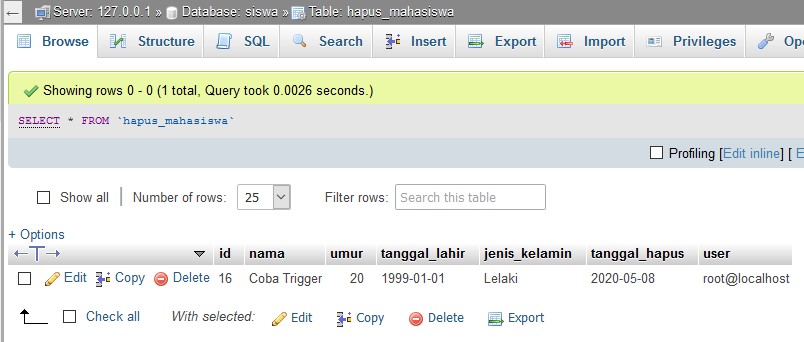 Server: 127.0.0.1 » Database: siswa » Table: hapus_mahasiswa
Browse Structure SQL Search Insert Export Import Privileges Ope
Showing rows 0 - 0 (1 total, Query took 0.0026 seconds.)
SELECT * FROM `hapus_mahasiswa`
Profiling [Edit inline] [ E
Show all Number of rows: 25 Filter rows: Search this table
+ Options
id nama umur tanggal_lahir jenis_kelamin tanggal_hapus user
Edit Copy Delete 16 Coba Trigger 20 1999-01-01 Lelaki 2020-05-08 root@localhost
Check all With selected: Edit Copy Delete Export